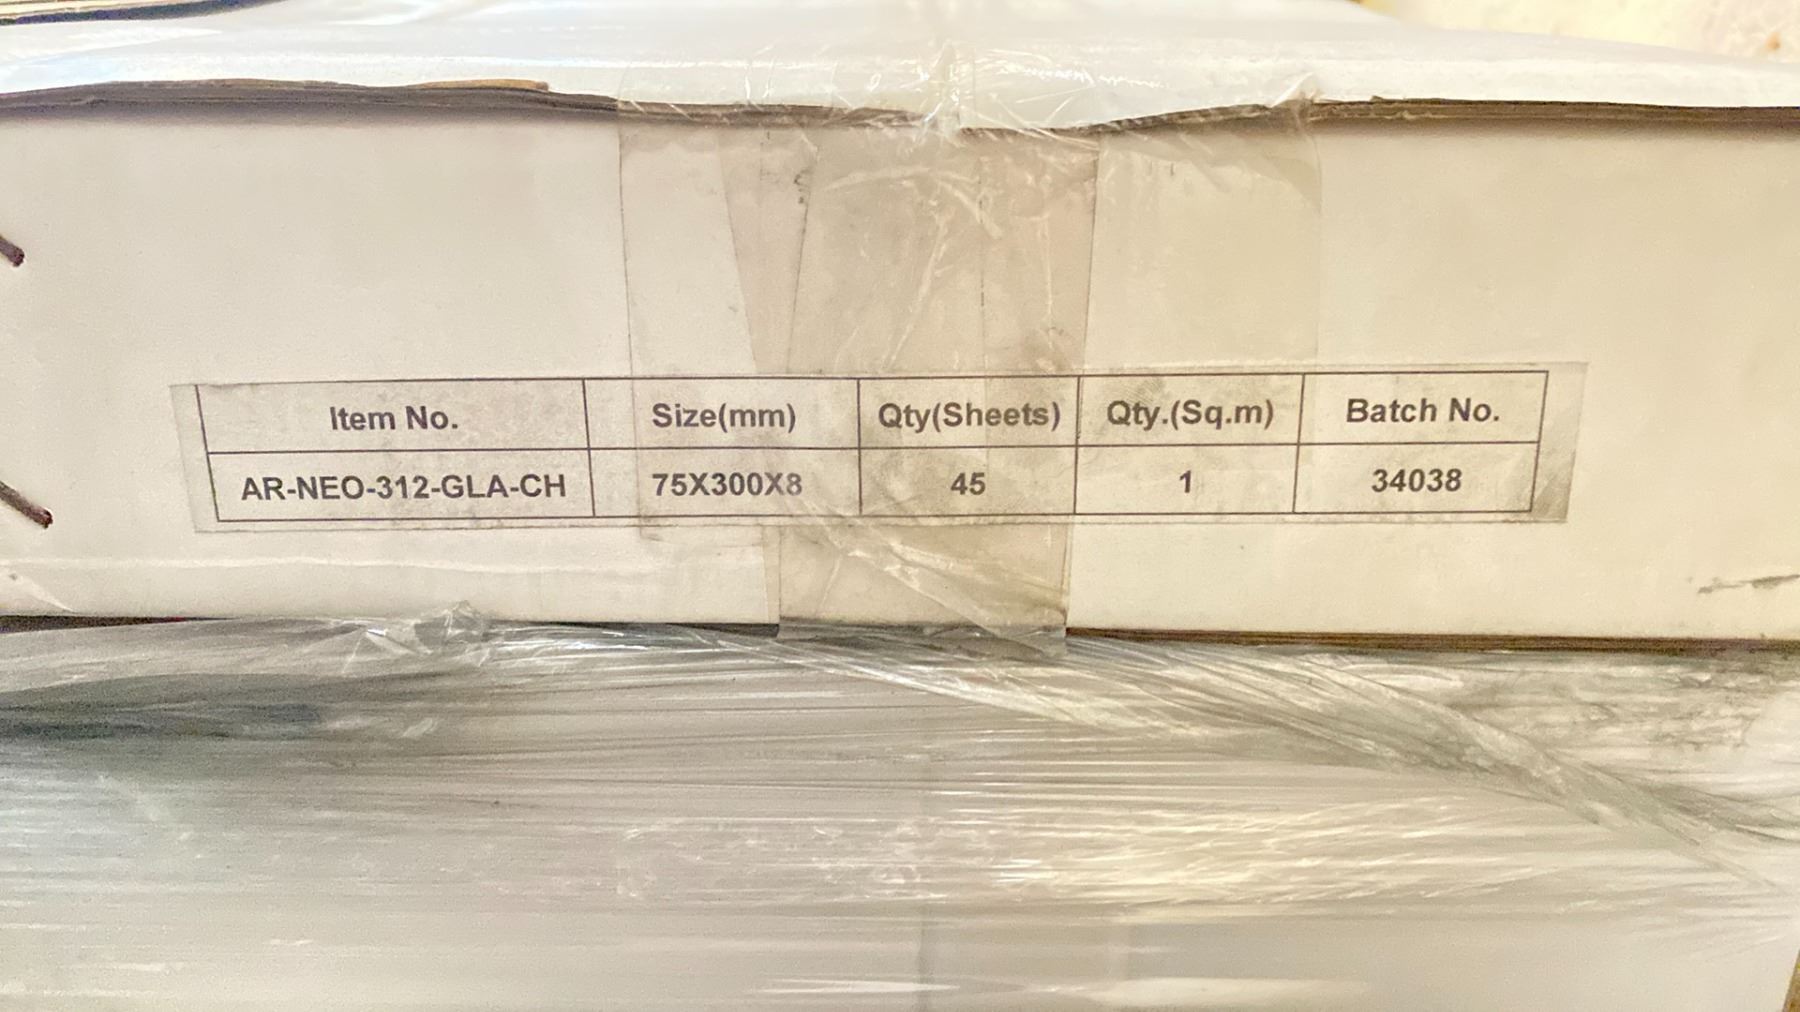 Item No. Size(mm) Qty(Sheets) Qty.(Sq.m) Batch No.
AR-NEO-312-GLA-CH 75X300X8 45 1 34038